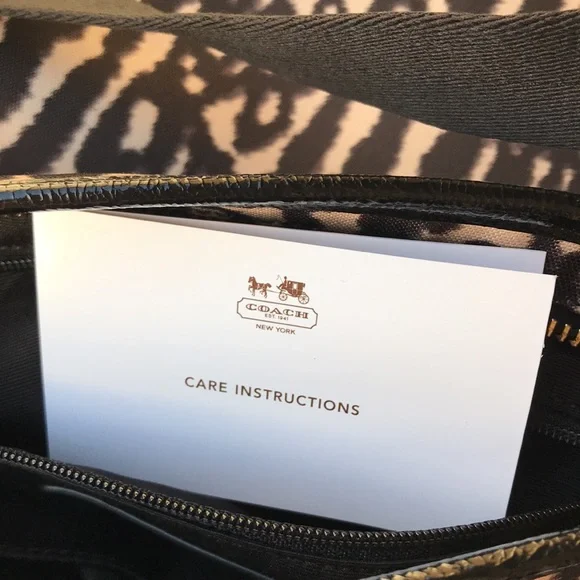 COACH
EST. 1941
NEW YORK
CARE INSTRUCTIONS